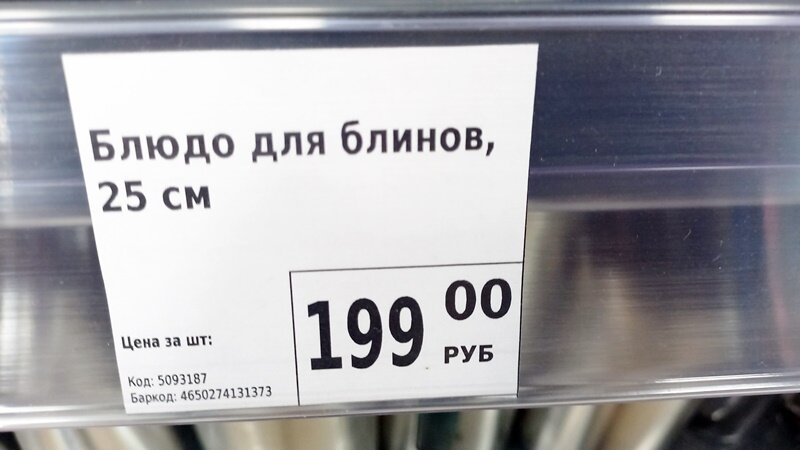 Блюдо для блинов,
25 см
199 00
РУБ
Цена за шт:
Код: 5093187
Баркод: 4650274131373